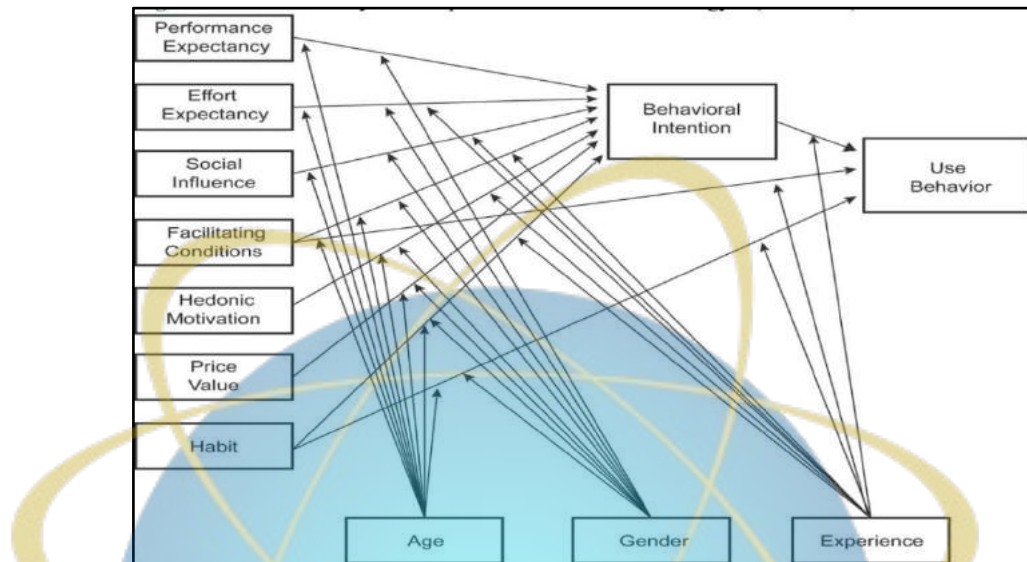 Performance
Expectancy
Effort
Expectancy
Social
Influence
Facilitating
Conditions
Hedonic
Motivation
Price
Value
Habit
Behavioral
Intention
Use
Behavior
Age
Gender
Experience